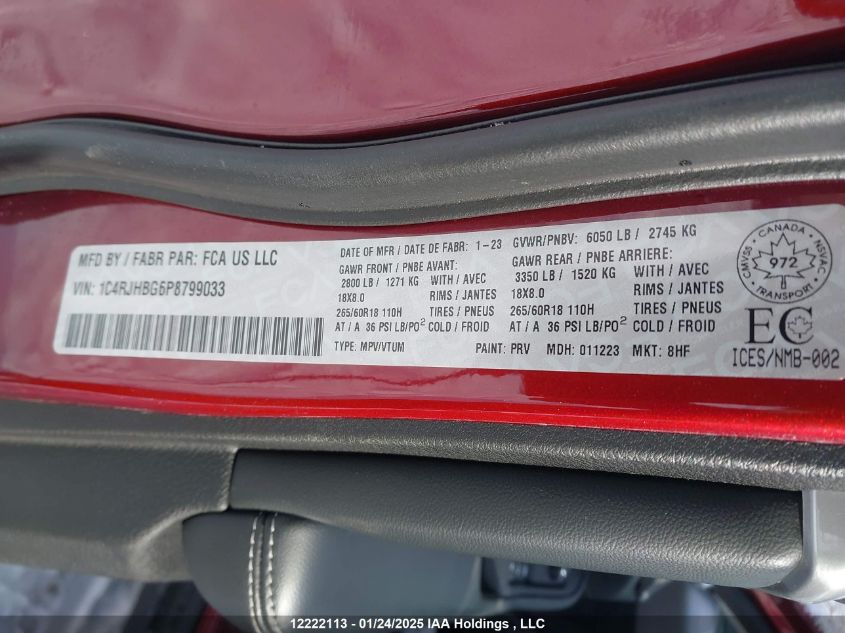 MFD BY / FABR PAR: FCA US LLC
VIN: 1C4RJHBG6P8799033
DATE OF MFR / DATE DE FABR: 1-23
GAWR FRONT / PNBE AVANT:
2800 LB / 1271 KG WITH / AVEC
18X8.0 RIMS / JANTES
265/60R18 110H TIRES / PNEUS
AT / A 36 PSI LB/PO² COLD / FROID
TYPE: MPV/VTUM
GVWR/PNBV: 6050 LB / 2745 KG
GAWR REAR / PNBE ARRIERE:
3350 LB / 1520 KG WITH / AVEC
18X8.0 RIMS / JANTES
265/60R18 110H TIRES / PNEUS
AT / A 36 PSI LB/PO² COLD / FROID
PAINT: PRV MDH: 011223 MKT: 8HF
CANADA
CMVSS NSVAC
972
TRANSPORT
EC
ICES/NMB-002
12222113 - 01/24/2025 IAA Holdings , LLC